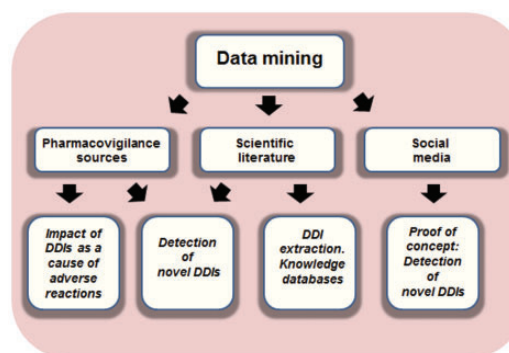 Data mining
Pharmacovigilance
sources
Scientific
literature
Social
media
Impact of
DDIs as a
cause of
adverse
reactions
Detection
of
novel DDIs
DDI
extraction.
Knowledge
databases
Proof of
concept:
Detection
of
novel DDIs